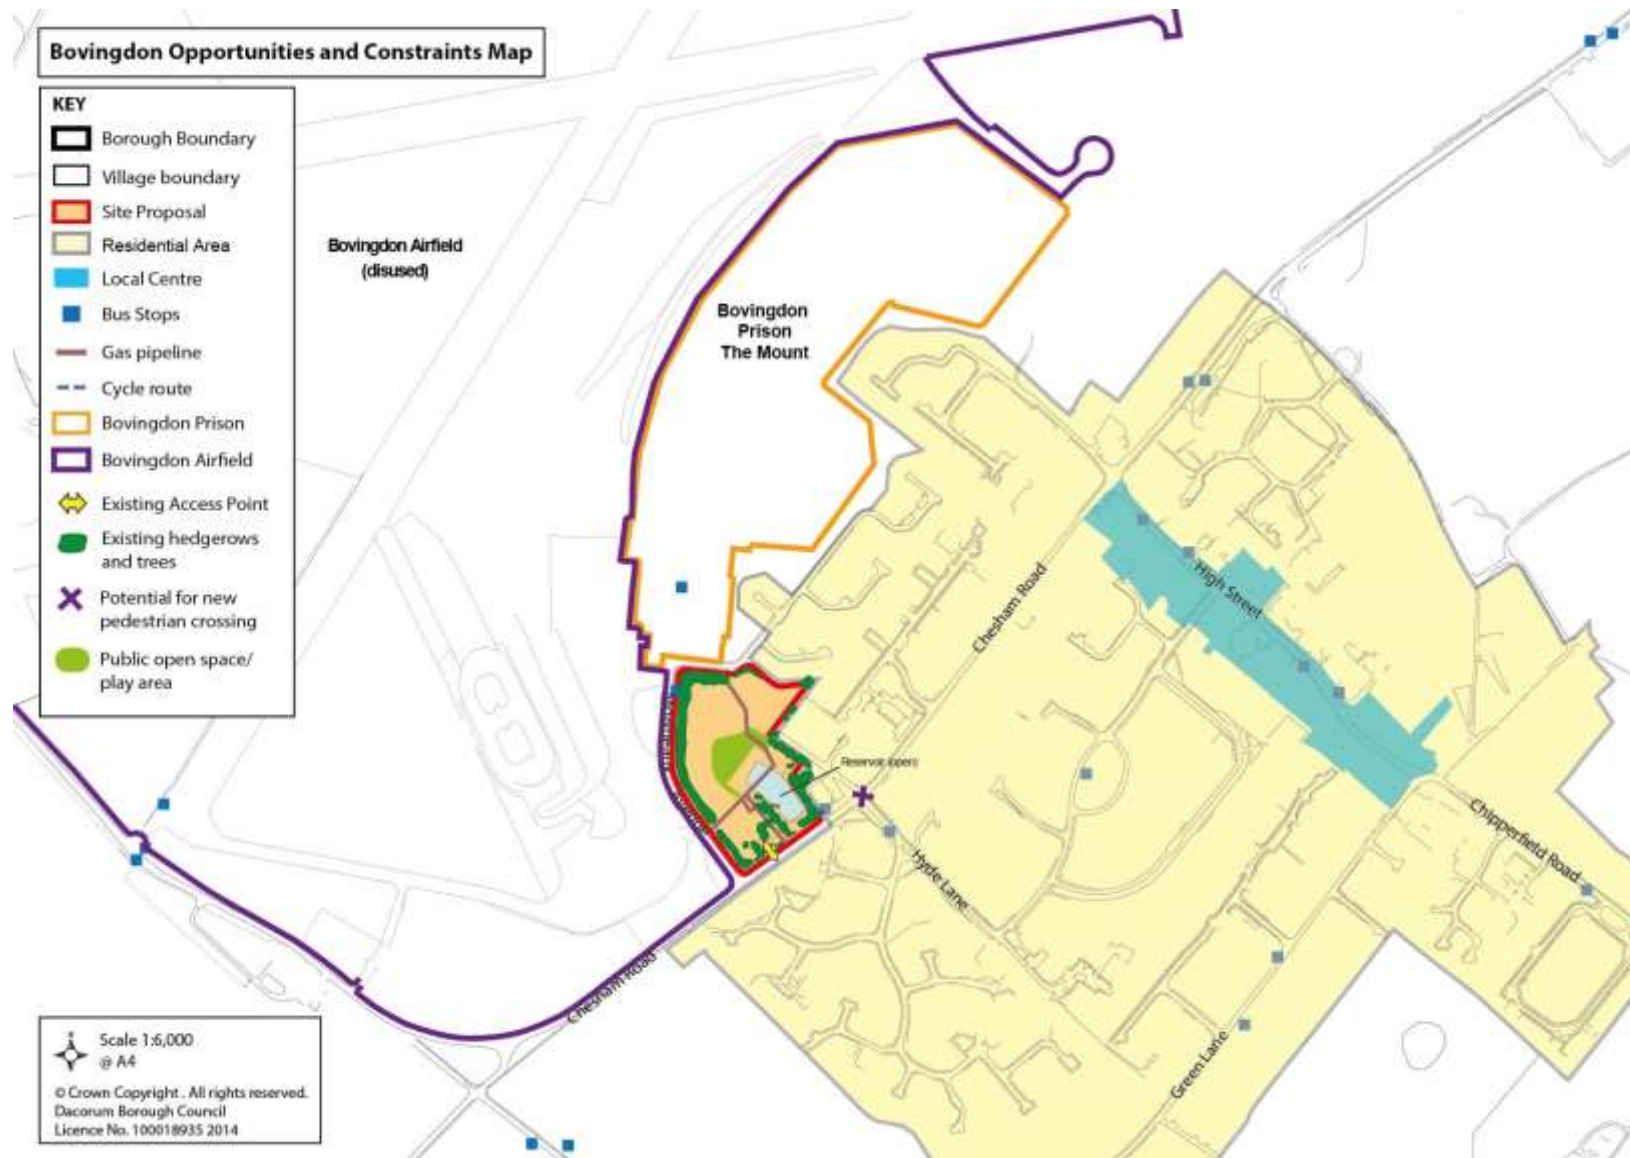 Bovingdon Opportunities and Constraints Map
KEY
Borough Boundary
Village boundary
Site Proposal
Residential Area
Local Centre
Bus Stops
Gas pipeline
Cycle route
Bovingdon Prison
Bovingdon Airfield
Existing Access Point
Existing hedgerows
and trees
Potential for new
pedestrian crossing
Public open space/
play area
Bovingdon Airfield
(disused)
Bovingdon
Prison
The Mount
Chesham Road
High Street
Reservoir (open)
Hyde Lane
Chipperfield Road
Chesham Road
Green Lane
Scale 1:6,000
@ A4
© Crown Copyright . All rights reserved.
Dacorum Borough Council
Licence No. 100018935 2014